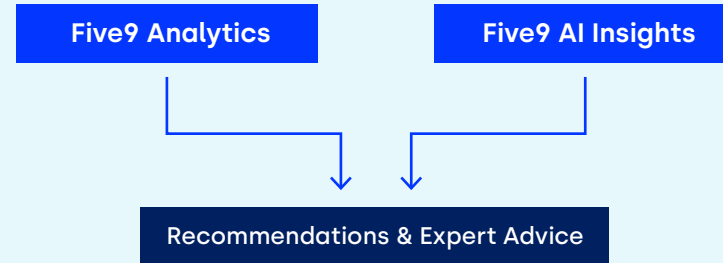 Five9 Analytics
Five9 AI Insights
Recommendations & Expert Advice